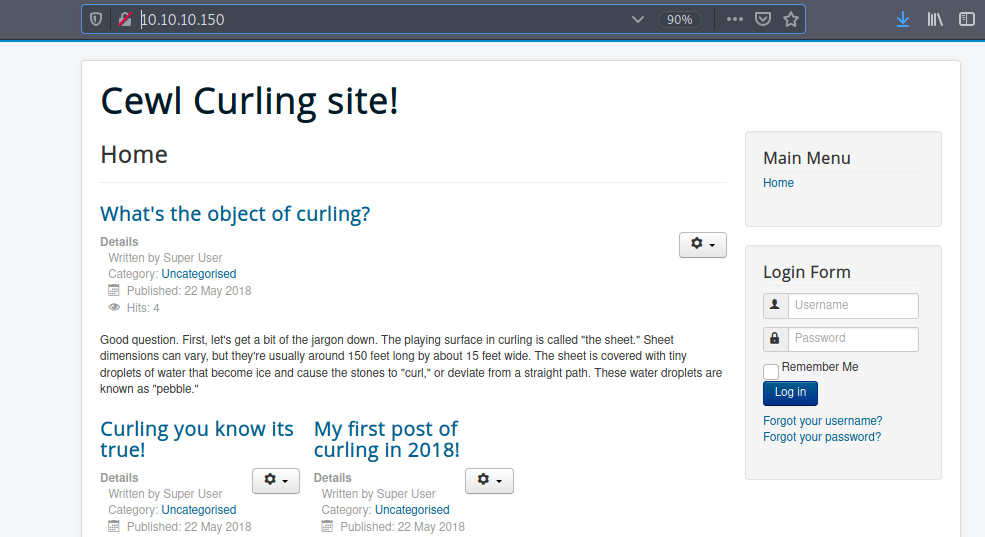 10.10.10.150
90%
Cewl Curling site!
Home
What's the object of curling?
Details
Written by Super User
Category: Uncategorised
Published: 22 May 2018
Hits: 4
Good question. First, let's get a bit of the jargon down. The playing surface in curling is called "the sheet." Sheet
dimensions can vary, but they're usually around 150 feet long by about 15 feet wide. The sheet is covered with tiny
droplets of water that become ice and cause the stones to "curl," or deviate from a straight path. These water droplets are
known as "pebble."
Curling you know its
true!
Details
Written by Super User
Category: Uncategorised
Published: 22 May 2018
My first post of
curling in 2018!
Details
Written by Super User
Category: Uncategorised
Published: 22 May 2018
Main Menu
Home
Login Form
Username
Password
Remember Me
Log in
Forgot your username?
Forgot your password?